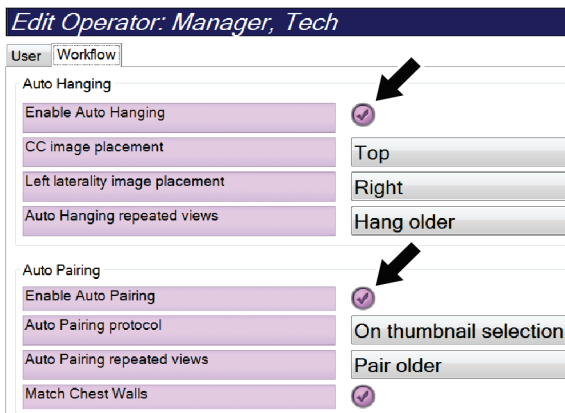 Edit Operator: Manager, Tech
User Workflow
Auto Hanging
Enable Auto Hanging
CC image placement Top
Left laterality image placement Right
Auto Hanging repeated views Hang older
Auto Pairing
Enable Auto Pairing
Auto Pairing protocol On thumbnail selection
Auto Pairing repeated views Pair older
Match Chest Walls